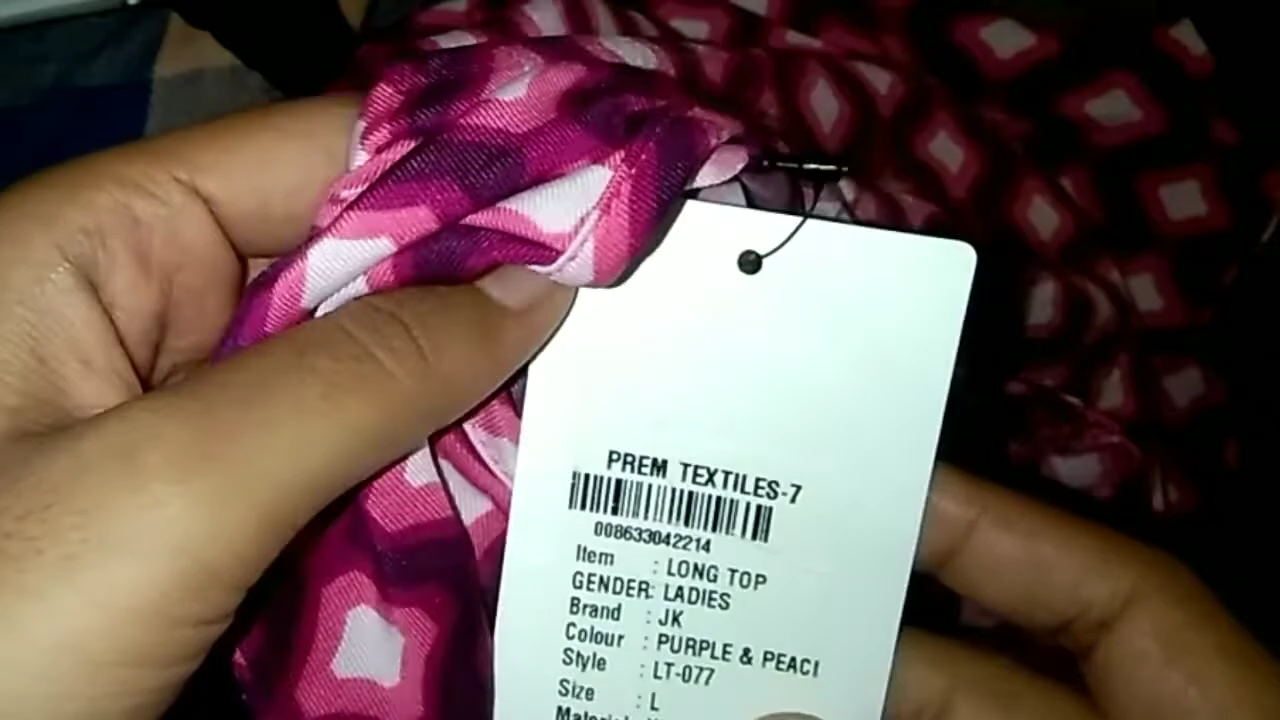 PREM TEXTILES-7
008633042214
Item : LONG TOP
GENDER: LADIES
Brand : JK
Colour : PURPLE & PEACI
Style : LT-077
Size : L